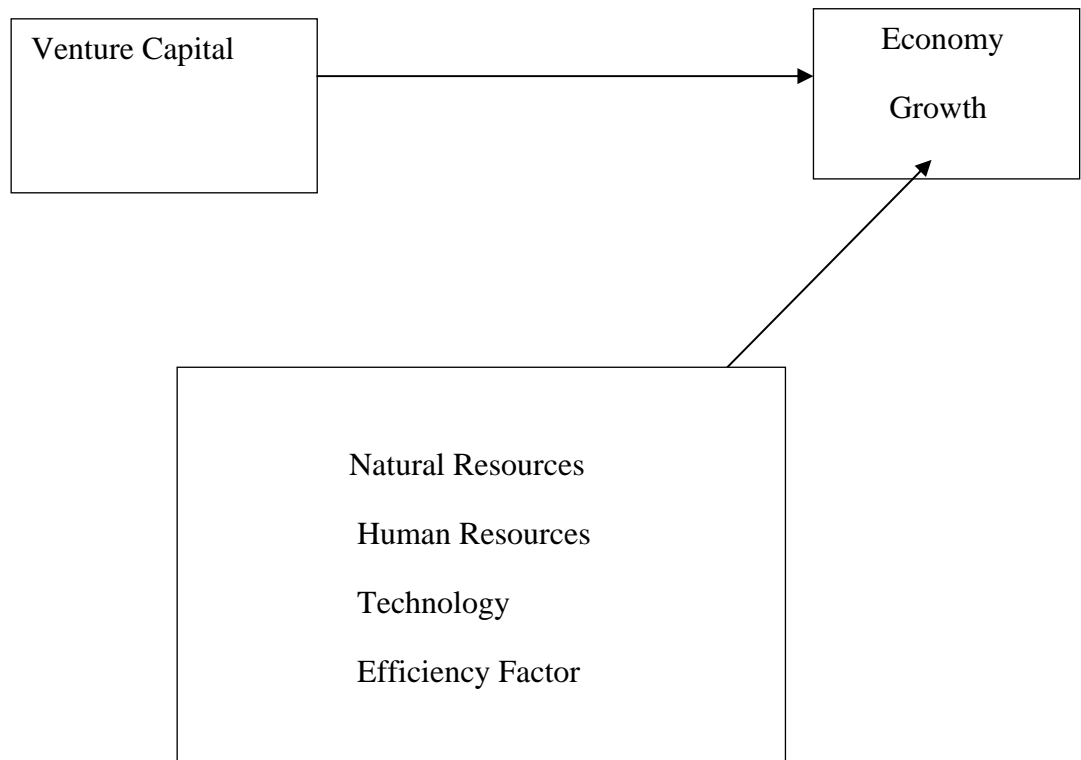 Venture Capital
Economy
Growth
Natural Resources
Human Resources
Technology
Efficiency Factor